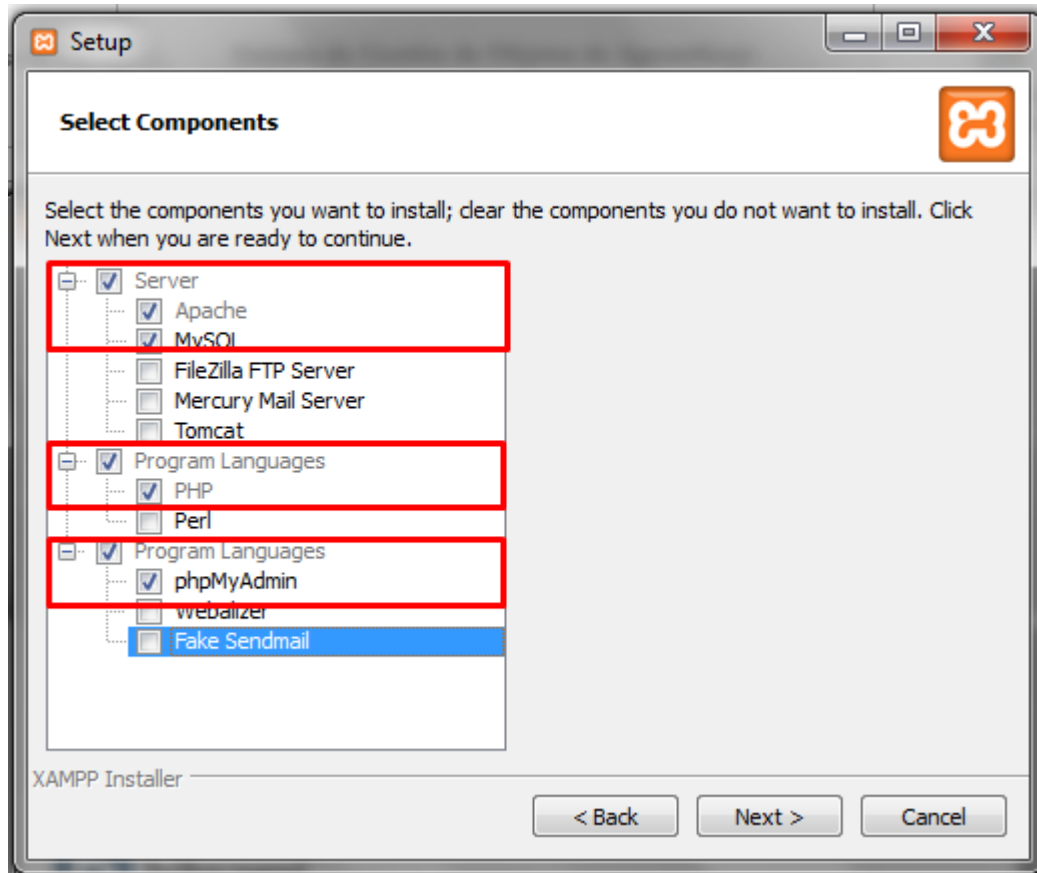 Setup
Select Components
Select the components you want to install; clear the components you do not want to install. Click
Next when you are ready to continue.
Server
Apache
MySQL
FileZilla FTP Server
Mercury Mail Server
Tomcat
Program Languages
PHP
Perl
Program Languages
phpMyAdmin
Webalizer
Fake Sendmail
XAMPP Installer
< Back
Next >
Cancel